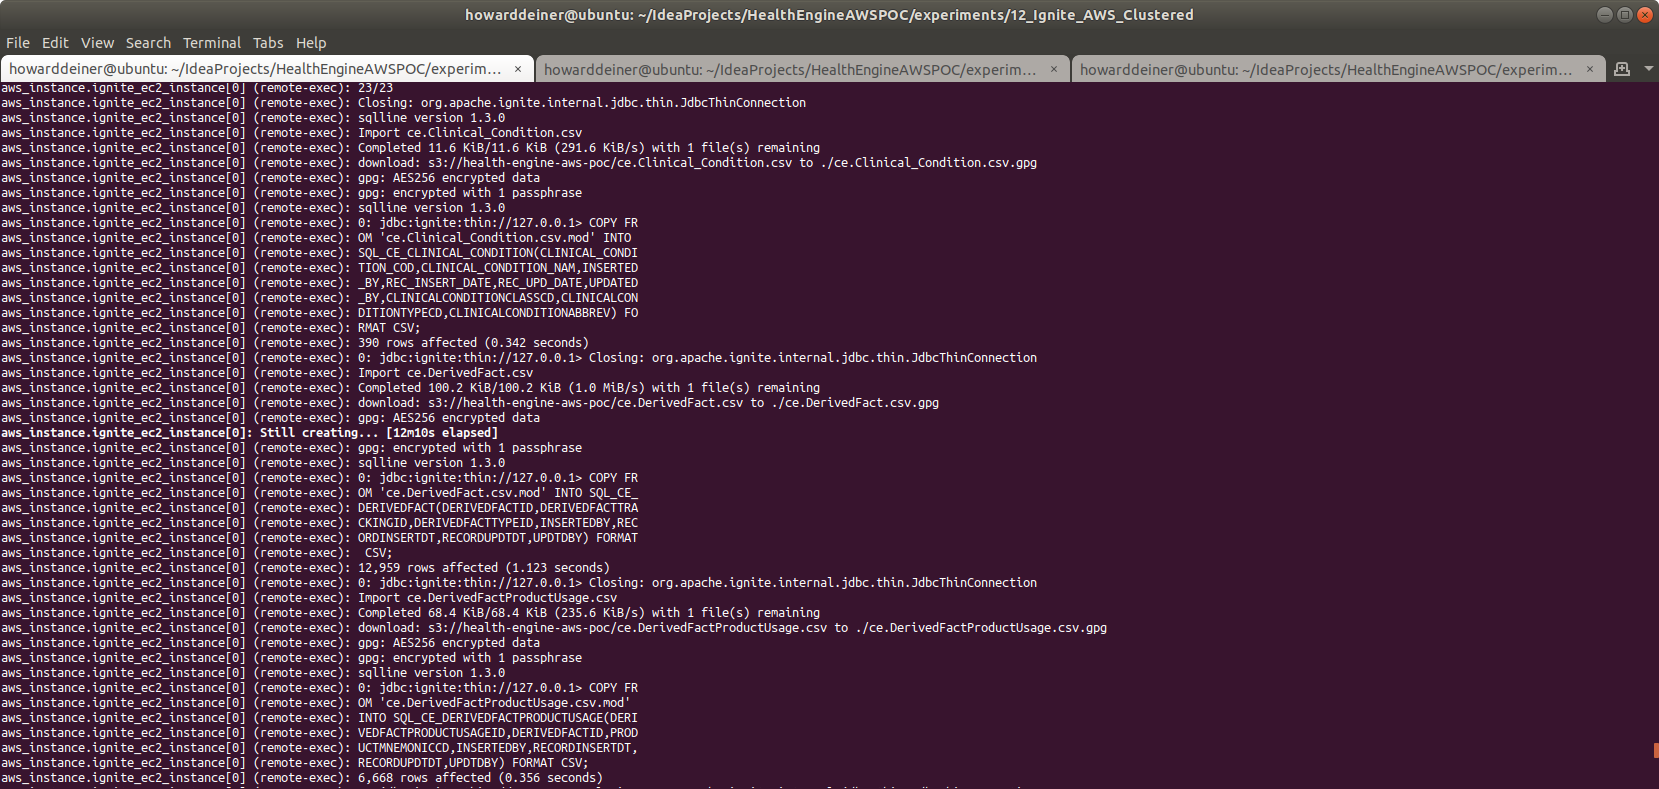 howarddeiner@ubuntu: ~/IdeaProjects/HealthEngineAWSPOC/experiments/12_Ignite_AWS_Clustered
File Edit View Search Terminal Tabs Help
howarddeiner@ubuntu: ~/IdeaProjects/HealthEngineAWSPOC/experim... × howarddeiner@ubuntu: ~/IdeaProjects/HealthEngineAWSPOC/experim... × howarddeiner@ubuntu: ~/IdeaProjects/HealthEngineAWSPOC/experim... ×
aws_instance.ignite_ec2_instance[0] (remote-exec): 23/23
aws_instance.ignite_ec2_instance[0] (remote-exec): Closing: org.apache.ignite.internal.jdbc.thin.JdbcThinConnection
aws_instance.ignite_ec2_instance[0] (remote-exec): sqlline version 1.3.0
aws_instance.ignite_ec2_instance[0] (remote-exec): Import ce.Clinical_Condition.csv
aws_instance.ignite_ec2_instance[0] (remote-exec): Completed 11.6 KiB/11.6 KiB (291.6 KiB/s) with 1 file(s) remaining
aws_instance.ignite_ec2_instance[0] (remote-exec): download: s3://health-engine-aws-poc/ce.Clinical_Condition.csv to ./ce.Clinical_Condition.csv.gpg
aws_instance.ignite_ec2_instance[0] (remote-exec): gpg: AES256 encrypted data
aws_instance.ignite_ec2_instance[0] (remote-exec): gpg: encrypted with 1 passphrase
aws_instance.ignite_ec2_instance[0] (remote-exec): sqlline version 1.3.0
aws_instance.ignite_ec2_instance[0] (remote-exec): 0: jdbc:ignite:thin://127.0.0.1> COPY FR
aws_instance.ignite_ec2_instance[0] (remote-exec): OM 'ce.Clinical_Condition.csv.mod' INTO
aws_instance.ignite_ec2_instance[0] (remote-exec): SQL_CE_CLINICAL_CONDITION(CLINICAL_CONDI
aws_instance.ignite_ec2_instance[0] (remote-exec): TION_COD,CLINICAL_CONDITION_NAM,INSERTED
aws_instance.ignite_ec2_instance[0] (remote-exec): _BY,REC_INSERT_DATE,REC_UPD_DATE,UPDATED
aws_instance.ignite_ec2_instance[0] (remote-exec): _BY,CLINICALCONDITIONCLASSCD,CLINICALCON
aws_instance.ignite_ec2_instance[0] (remote-exec): DITIONTYPECD,CLINICALCONDITIONABBREV) FO
aws_instance.ignite_ec2_instance[0] (remote-exec): RMAT CSV;
aws_instance.ignite_ec2_instance[0] (remote-exec): 390 rows affected (0.342 seconds)
aws_instance.ignite_ec2_instance[0] (remote-exec): 0: jdbc:ignite:thin://127.0.0.1> Closing: org.apache.ignite.internal.jdbc.thin.JdbcThinConnection
aws_instance.ignite_ec2_instance[0] (remote-exec): Import ce.DerivedFact.csv
aws_instance.ignite_ec2_instance[0] (remote-exec): Completed 100.2 KiB/100.2 KiB (1.0 MiB/s) with 1 file(s) remaining
aws_instance.ignite_ec2_instance[0] (remote-exec): download: s3://health-engine-aws-poc/ce.DerivedFact.csv to ./ce.DerivedFact.csv.gpg
aws_instance.ignite_ec2_instance[0] (remote-exec): gpg: AES256 encrypted data
aws_instance.ignite_ec2_instance[0]: Still creating... [12m10s elapsed]
aws_instance.ignite_ec2_instance[0] (remote-exec): gpg: encrypted with 1 passphrase
aws_instance.ignite_ec2_instance[0] (remote-exec): sqlline version 1.3.0
aws_instance.ignite_ec2_instance[0] (remote-exec): 0: jdbc:ignite:thin://127.0.0.1> COPY FR
aws_instance.ignite_ec2_instance[0] (remote-exec): OM 'ce.DerivedFact.csv.mod' INTO SQL_CE_
aws_instance.ignite_ec2_instance[0] (remote-exec): DERIVEDFACT(DERIVEDFACTID,DERIVEDFACTTRA
aws_instance.ignite_ec2_instance[0] (remote-exec): CKINGID,DERIVEDFACTTYPEID,INSERTEDBY,REC
aws_instance.ignite_ec2_instance[0] (remote-exec): ORDINSERTDT,RECORDUPDTDT,UPDTDBY) FORMAT
aws_instance.ignite_ec2_instance[0] (remote-exec):  CSV;
aws_instance.ignite_ec2_instance[0] (remote-exec): 12,959 rows affected (1.123 seconds)
aws_instance.ignite_ec2_instance[0] (remote-exec): 0: jdbc:ignite:thin://127.0.0.1> Closing: org.apache.ignite.internal.jdbc.thin.JdbcThinConnection
aws_instance.ignite_ec2_instance[0] (remote-exec): Import ce.DerivedFactProductUsage.csv
aws_instance.ignite_ec2_instance[0] (remote-exec): Completed 68.4 KiB/68.4 KiB (235.6 KiB/s) with 1 file(s) remaining
aws_instance.ignite_ec2_instance[0] (remote-exec): download: s3://health-engine-aws-poc/ce.DerivedFactProductUsage.csv to ./ce.DerivedFactProductUsage.csv.gpg
aws_instance.ignite_ec2_instance[0] (remote-exec): gpg: AES256 encrypted data
aws_instance.ignite_ec2_instance[0] (remote-exec): gpg: encrypted with 1 passphrase
aws_instance.ignite_ec2_instance[0] (remote-exec): sqlline version 1.3.0
aws_instance.ignite_ec2_instance[0] (remote-exec): 0: jdbc:ignite:thin://127.0.0.1> COPY FR
aws_instance.ignite_ec2_instance[0] (remote-exec): OM 'ce.DerivedFactProductUsage.csv.mod'
aws_instance.ignite_ec2_instance[0] (remote-exec): INTO SQL_CE_DERIVEDFACTPRODUCTUSAGE(DERI
aws_instance.ignite_ec2_instance[0] (remote-exec): VEDFACTPRODUCTUSAGEID,DERIVEDFACTID,PROD
aws_instance.ignite_ec2_instance[0] (remote-exec): UCTMNEMONICCD,INSERTEDBY,RECORDINSERTDT,
aws_instance.ignite_ec2_instance[0] (remote-exec): RECORDUPDTDT,UPDTDBY) FORMAT CSV;
aws_instance.ignite_ec2_instance[0] (remote-exec): 6,668 rows affected (0.356 seconds)